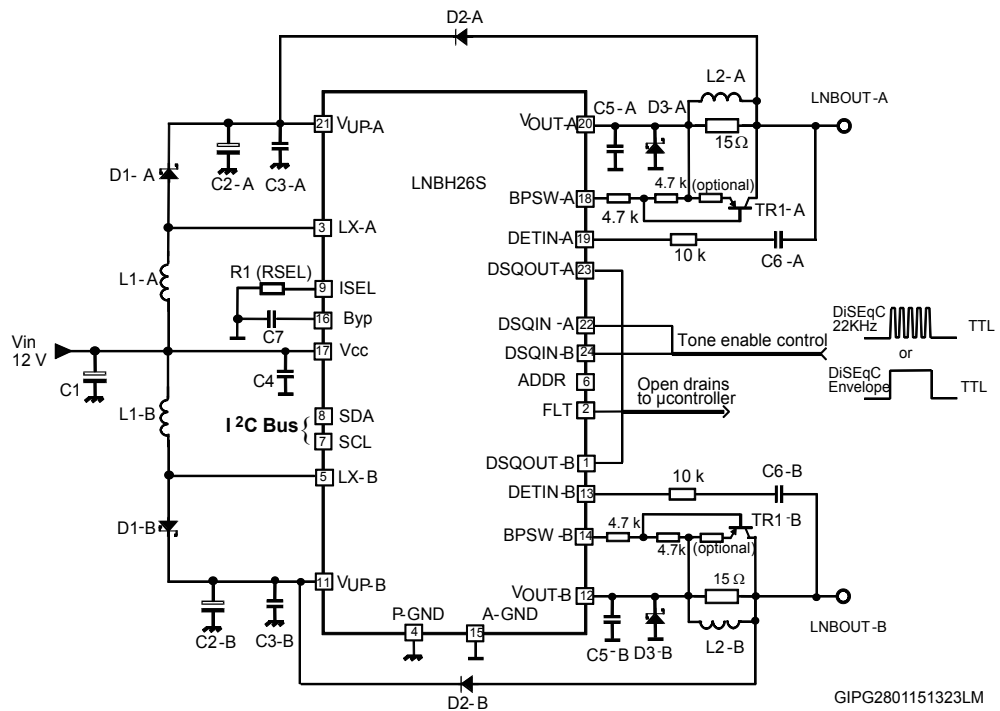 D2-A
L2-A
LNBOUT-A
C5-A
D3-A
15Ω
21
VUP-A
VOUT-A
20
D1- A
C2-A
C3-A
LNBH26S
4.7 k
(optional)
BPSW-A
18
4.7 k
TR1-A
3
LX-A
DETIN-A
19
10 k
C6 -A
DSQOUT-A
23
L1-A
R1 (RSEL)
9
ISEL
16
Byp
C7
DSQIN -A
22
DiSEqC
22KHz
TTL
Tone enable control
or
Vin
12 V
17
Vcc
DSQIN-B
24
C1
C4
ADDR
6
DiSEqC
Envelope
TTL
Open drains
to µcontroller
L1-B
8
SDA
FLT
2
I ²C Bus
{
7
SCL
DSQOUT-B
1
5
LX-B
DETIN-B
13
10 k
C6-B
D1-B
4.7 k
TR1-B
BPSW -B
14
4.7k
(optional)
11
VUP-B
15 Ω
VOUT-B
12
C2-B
C3-B
P-GND
4
A-GND
15
C5-B
D3-B
L2-B
LNBOUT-B
D2-B
GIPG2801151323LM